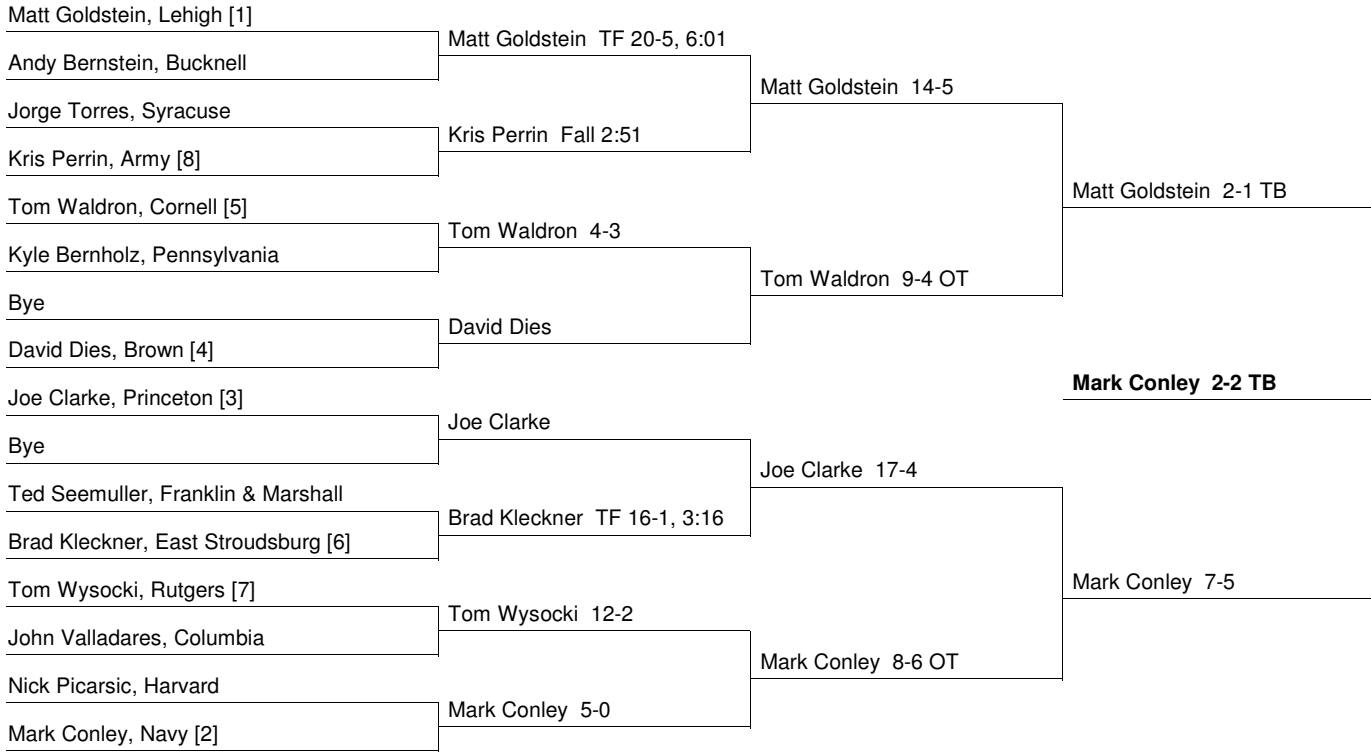 Matt Goldstein, Lehigh [1]
Andy Bernstein, Bucknell
Jorge Torres, Syracuse
Kris Perrin, Army [8]
Tom Waldron, Cornell [5]
Kyle Bernholz, Pennsylvania
Bye
David Dies, Brown [4]
Joe Clarke, Princeton [3]
Bye
Ted Seemuller, Franklin & Marshall
Brad Kleckner, East Stroudsburg [6]
Tom Wysocki, Rutgers [7]
John Valladares, Columbia
Nick Picarsic, Harvard
Mark Conley, Navy [2]
Matt Goldstein TF 20-5, 6:01
Kris Perrin Fall 2:51
Tom Waldron 4-3
David Dies
Joe Clarke
Brad Kleckner TF 16-1, 3:16
Tom Wysocki 12-2
Mark Conley 5-0
Matt Goldstein 14-5
Tom Waldron 9-4 OT
Joe Clarke 17-4
Mark Conley 8-6 OT
Matt Goldstein 2-1 TB
Mark Conley 2-2 TB
Mark Conley 7-5